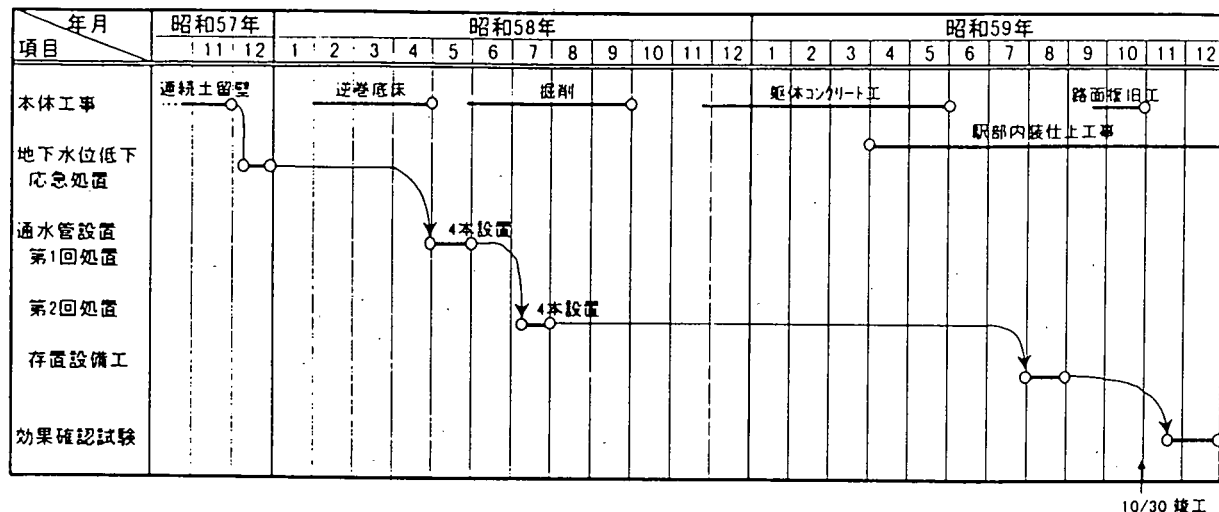 年月
項目
昭和57年 昭和58年 昭和59年
11 12 1 2 3 4 5 6 7 8 9 10 11 12 1 2 3 4 5 6 7 8 9 10 11 12
本体工事
連続土留壁 逆巻底床 掘削 躯体コンクリート工 路面復旧工
駅部内装仕上工事
地下水位低下
応急処置
通水管設置
第1回処置
4本設置
第2回処置
4本設置
存置設備工
効果確認試験
10/30 竣工